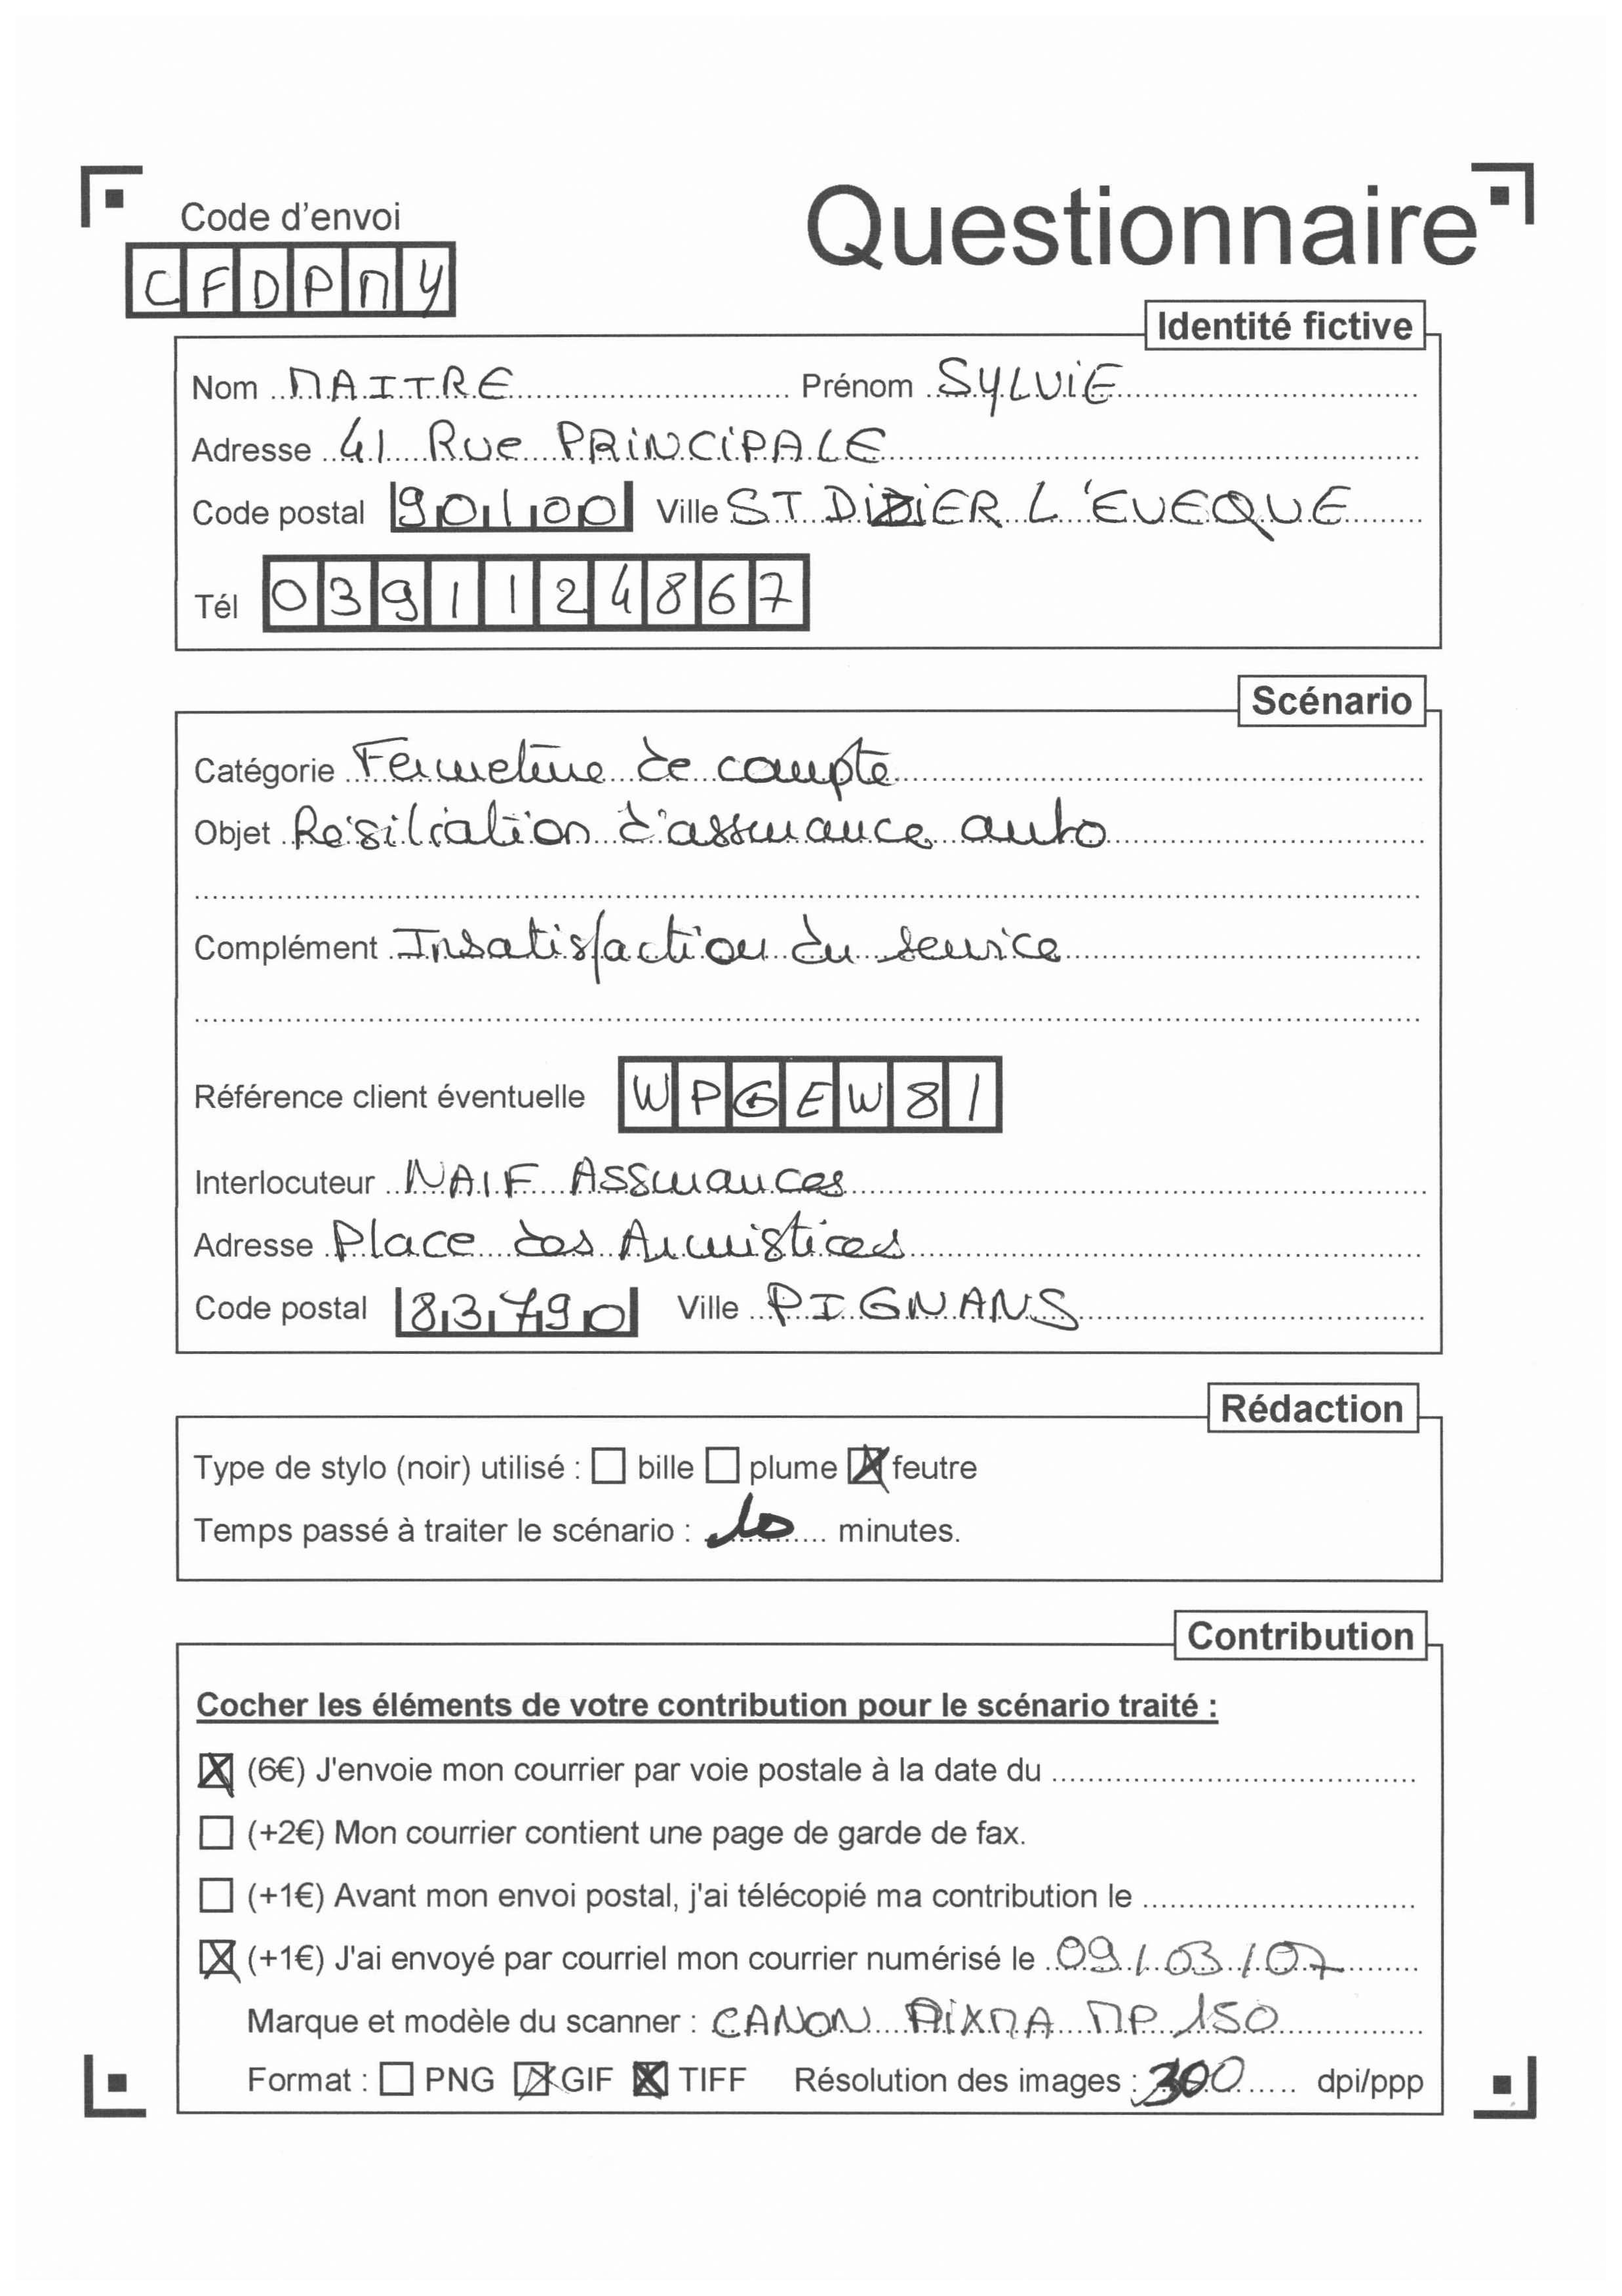 Code d'envoi
Questionnaire
CFDPMY
Identité fictive
Nom MAITRE Prénom SYLVIE
Adresse 41 Rue PRINCIPALE
Code postal 90100 Ville ST DIZIER L'EVEQUE
Tél 0391124867
Scénario
Catégorie Fermeture de compte
Objet Résiliation d'assurance auto
Complément Insatisfaction du service
Référence client éventuelle WPGEW81
Interlocuteur NAIF Assurances
Adresse Place des Armistices
Code postal 83790 Ville PIGNANS
Rédaction
Type de stylo (noir) utilisé : ☐ bille ☐ plume ☒ feutre
Temps passé à traiter le scénario : 10 minutes.
Contribution
Cocher les éléments de votre contribution pour le scénario traité :
☒ (6€) J'envoie mon courrier par voie postale à la date du
☐ (+2€) Mon courrier contient une page de garde de fax.
☐ (+1€) Avant mon envoi postal, j'ai télécopié ma contribution le
☒ (+1€) J'ai envoyé par courriel mon courrier numérisé le 09/03/07
Marque et modèle du scanner : CANON PIXMA MP 150
Format : ☐ PNG ☒ GIF ☒ TIFF Résolution des images : 300 dpi/ppp